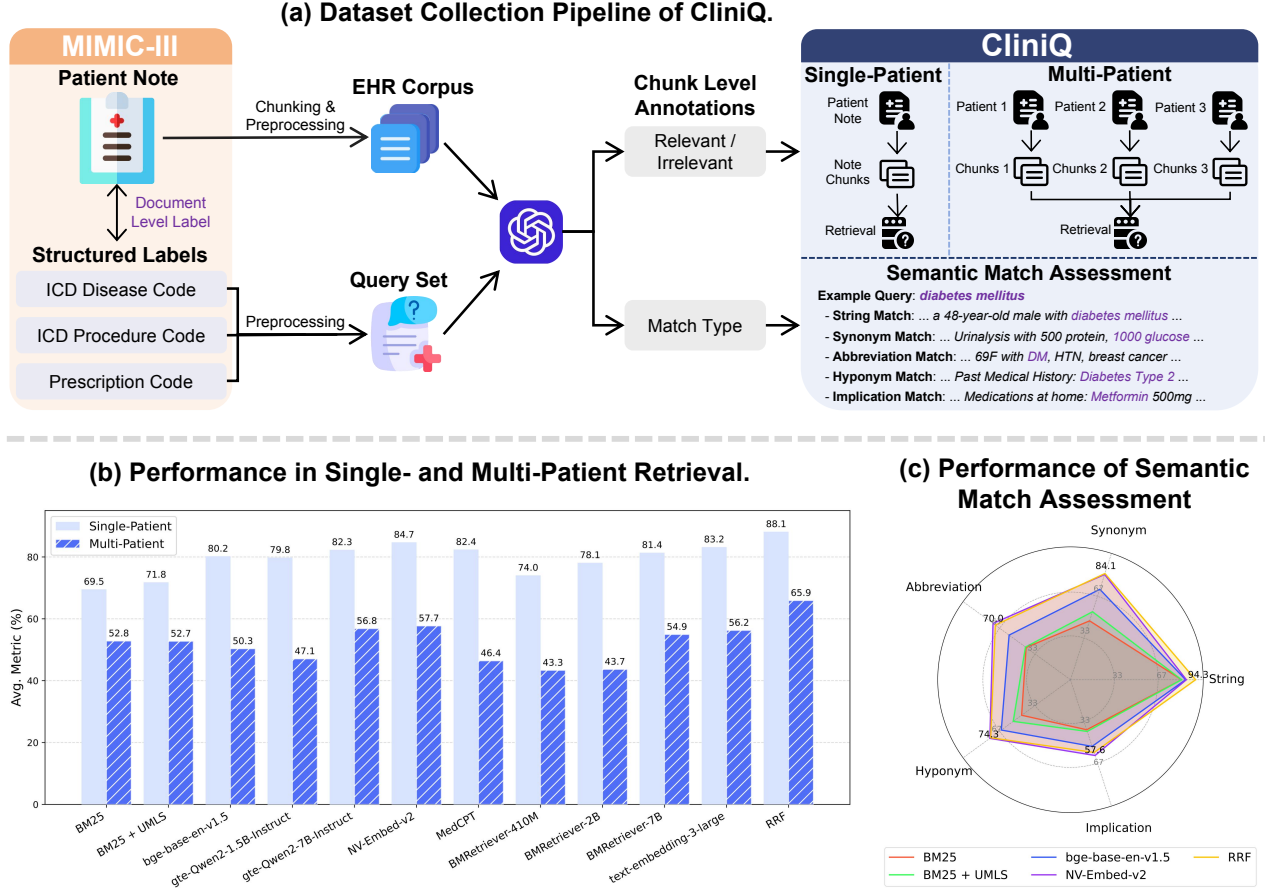 (a) Dataset Collection Pipeline of CliniQ.
MIMIC-III
Patient Note
Document
Level Label
Structured Labels
ICD Disease Code
ICD Procedure Code
Prescription Code
Chunking &
Preprocessing
Preprocessing
EHR Corpus
Query Set
Chunk Level
Annotations
Relevant /
Irrelevant
Match Type
CliniQ
Single-Patient
Patient
Note
Note
Chunks
Retrieval
Multi-Patient
Patient 1
Patient 2
Patient 3
Chunks 1
Chunks 2
Chunks 3
Retrieval
Semantic Match Assessment
Example Query: diabetes mellitus
- String Match: ... a 48-year-old male with diabetes mellitus ...
- Synonym Match: ... Urinalysis with 500 protein, 1000 glucose ...
- Abbreviation Match: ... 69F with DM, HTN, breast cancer ...
- Hyponym Match: ... Past Medical History: Diabetes Type 2 ...
- Implication Match: ... Medications at home: Metformin 500mg ...
(b) Performance in Single- and Multi-Patient Retrieval.
Single-Patient
Multi-Patient
Avg. Metric (%)
80
60
40
20
0
69.5
52.8
71.8
52.7
80.2
50.3
79.8
47.1
82.3
56.8
84.7
57.7
82.4
46.4
74.0
43.3
78.1
43.7
81.4
54.9
83.2
56.2
88.1
65.9
BM25
BM25 + UMLS
bge-base-en-v1.5
gte-Qwen2-1.5B-Instruct
gte-Qwen2-7B-Instruct
NV-Embed-v2
MedCPT
BMRetriever-410M
BMRetriever-2B
BMRetriever-7B
text-embedding-3-large
RRF
(c) Performance of Semantic
Match Assessment
Synonym
84.1
67
33
Abbreviation
70.0
33
String
94.3
67
33
Hyponym
74.3
67
33
Implication
57.6
67
33
BM25
BM25 + UMLS
bge-base-en-v1.5
NV-Embed-v2
RRF